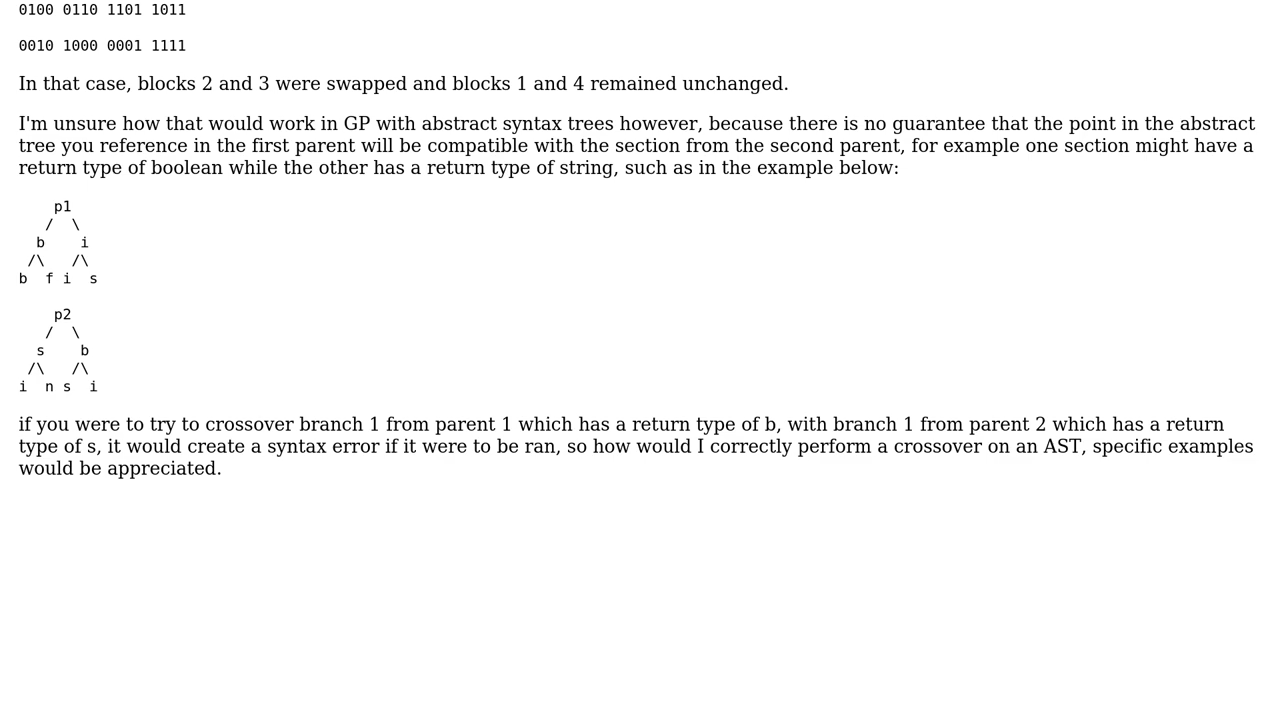 0100 0110 1101 1011
0010 1000 0001 1111
In that case, blocks 2 and 3 were swapped and blocks 1 and 4 remained unchanged.
I'm unsure how that would work in GP with abstract syntax trees however, because there is no guarantee that the point in the abstract
tree you reference in the first parent will be compatible with the section from the second parent, for example one section might have a
return type of boolean while the other has a return type of string, such as in the example below:
    p1
   /  \
  b    i
 /\   /\
b  f i  s
    p2
   /  \
  s    b
 /\   /\
i  n s  i
if you were to try to crossover branch 1 from parent 1 which has a return type of b, with branch 1 from parent 2 which has a return
type of s, it would create a syntax error if it were to be ran, so how would I correctly perform a crossover on an AST, specific examples
would be appreciated.